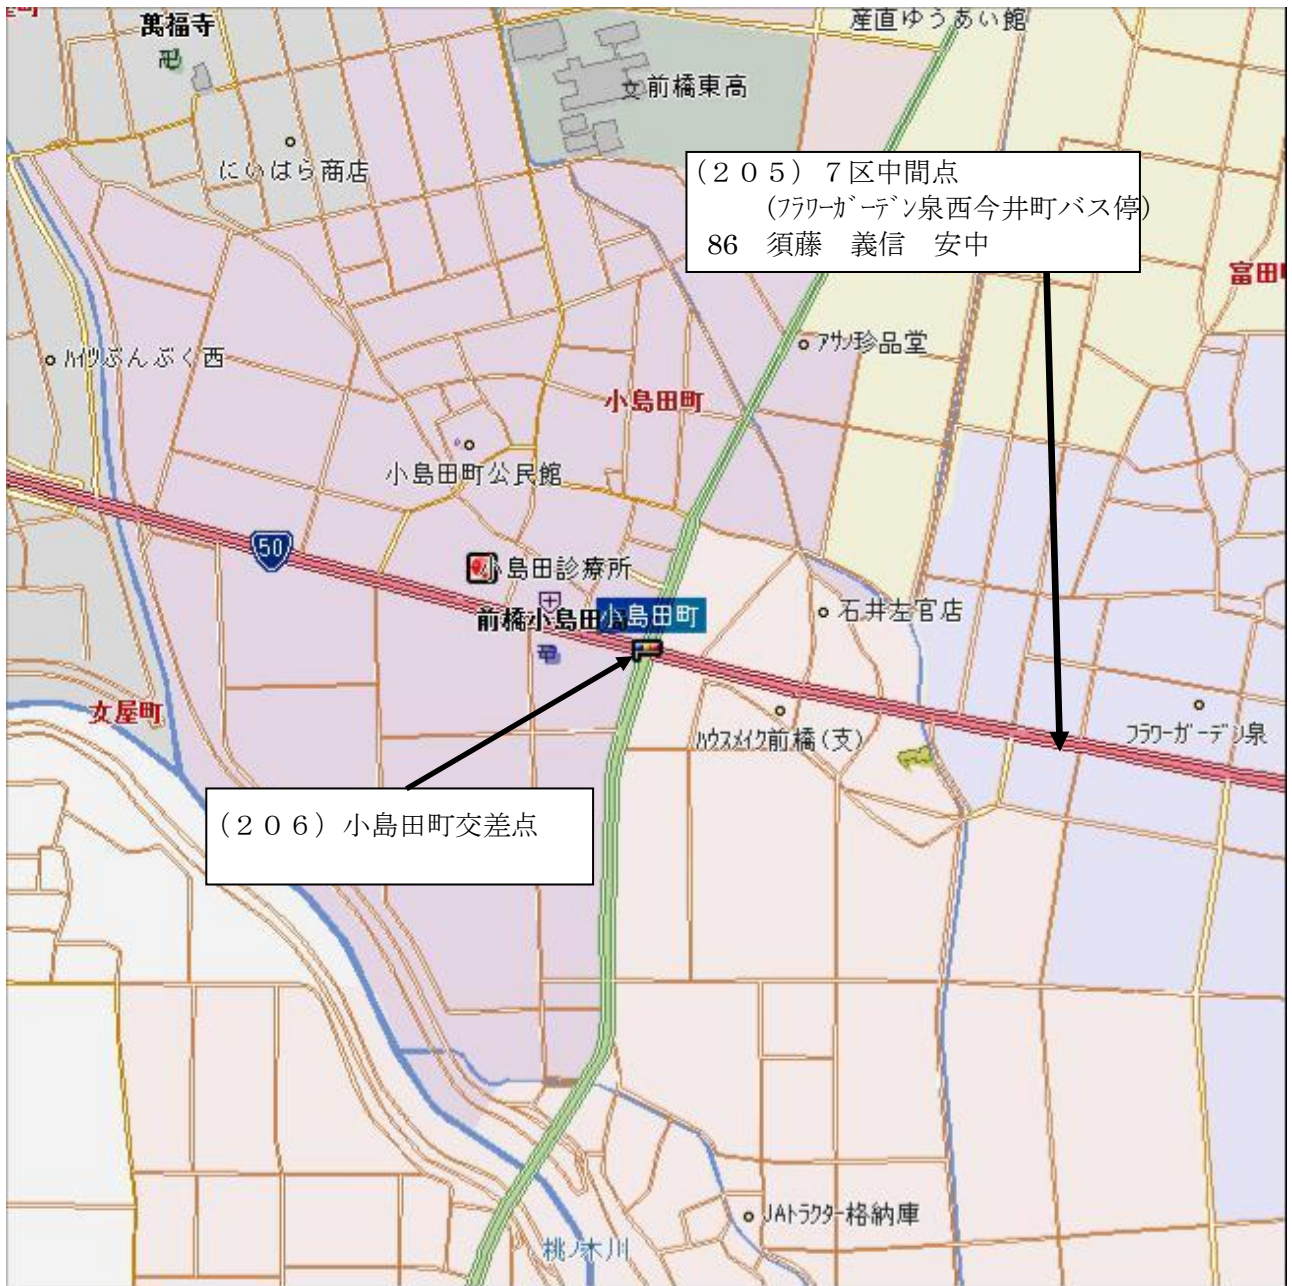 萬福寺
産直ゆうあい館
前橋東高
にいはら商店
(205) 7区中間点
(フラワーガーデン泉西今井町バス停)
86 須藤 義信 安中
富田
アサノ珍品堂
ハイツぶんぶく西
小島田町
小島田町公民館
50
島田診療所
小島田町
前橋小島田
石井左官店
女屋町
フラワーガーデン泉
ハウスメイク前橋(支)
(206) 小島田町交差点
JAトラクター格納庫
桃ノ木川